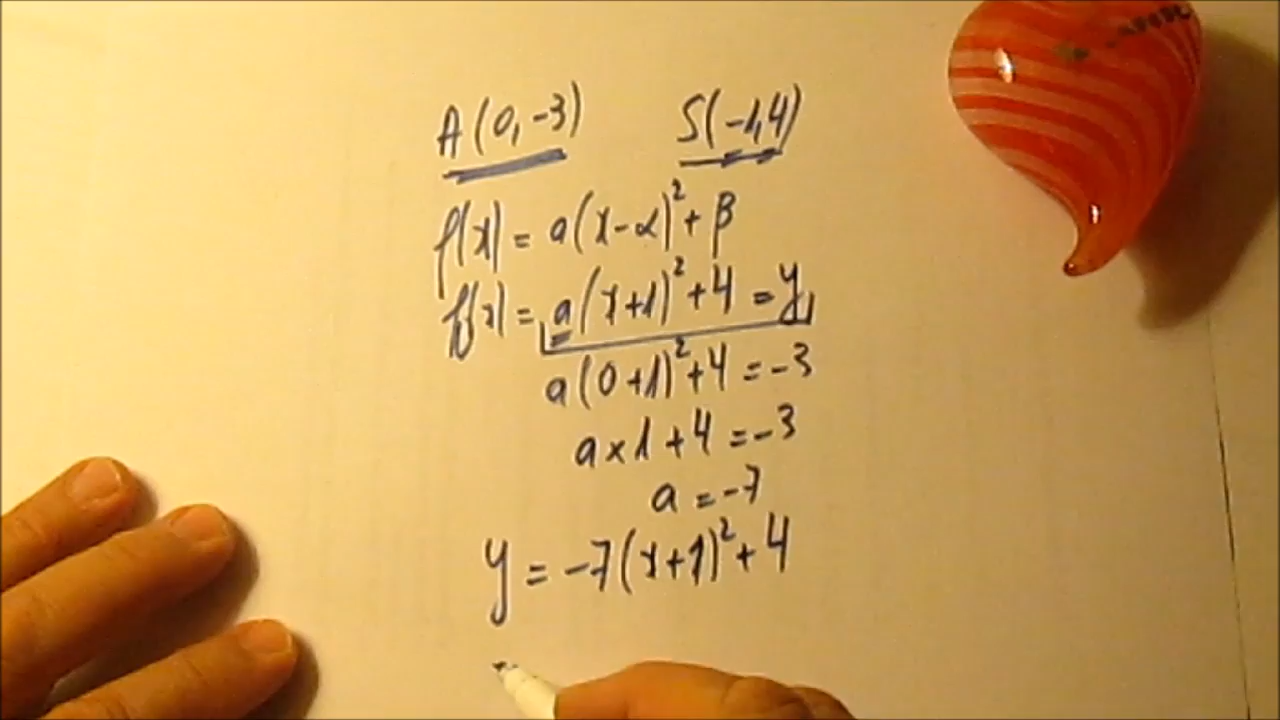 A(0,-3) S(-1,4)
f(x) = a(x-α)²+ β
f(x) = a(x+1)²+4 =y
a(0+1)²+4 =-3
a×1+4 =-3
a =-7
y = -7(x+1)²+4